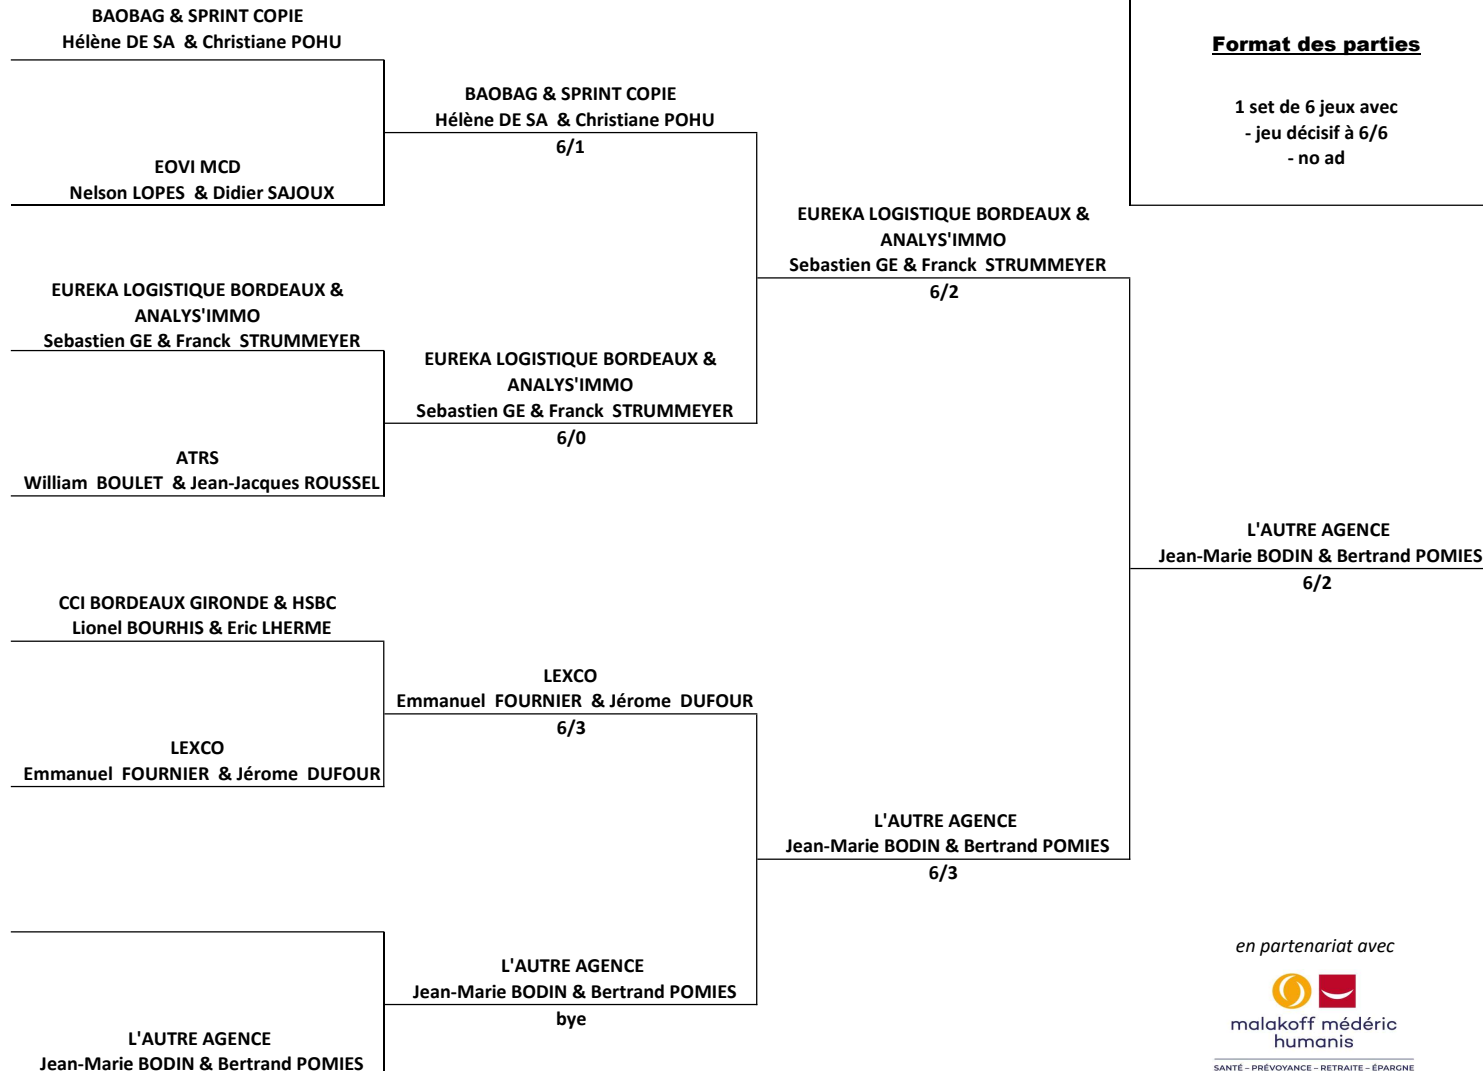 BAOBAG & SPRINT COPIE
Hélène DE SA & Christiane POHU
EOVI MCD
Nelson LOPES & Didier SAJOUX
EUREKA LOGISTIQUE BORDEAUX &
ANALYS'IMMO
Sebastien GE & Franck STRUMMEYER
ATRS
William BOULET & Jean-Jacques ROUSSEL
CCI BORDEAUX GIRONDE & HSBC
Lionel BOURHIS & Eric LHERME
LEXCO
Emmanuel FOURNIER & Jérome DUFOUR
L'AUTRE AGENCE
Jean-Marie BODIN & Bertrand POMIES
BAOBAG & SPRINT COPIE
Hélène DE SA & Christiane POHU
6/1
EUREKA LOGISTIQUE BORDEAUX &
ANALYS'IMMO
Sebastien GE & Franck STRUMMEYER
6/0
LEXCO
Emmanuel FOURNIER & Jérome DUFOUR
6/3
L'AUTRE AGENCE
Jean-Marie BODIN & Bertrand POMIES
bye
EUREKA LOGISTIQUE BORDEAUX &
ANALYS'IMMO
Sebastien GE & Franck STRUMMEYER
6/2
L'AUTRE AGENCE
Jean-Marie BODIN & Bertrand POMIES
6/3
Format des parties
1 set de 6 jeux avec
- jeu décisif à 6/6
- no ad
L'AUTRE AGENCE
Jean-Marie BODIN & Bertrand POMIES
6/2
en partenariat avec
malakoff médéric
humanis
SANTÉ – PRÉVOYANCE – RETRAITE – ÉPARGNE